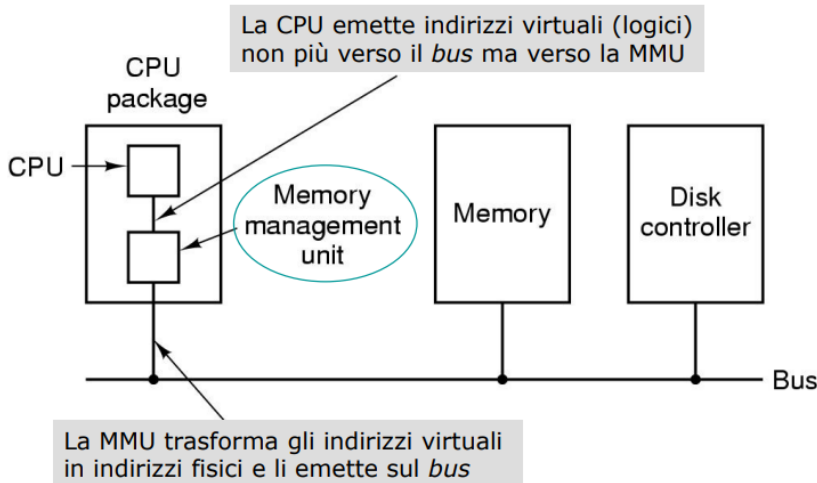 La CPU emette indirizzi virtuali (logici)
non più verso il bus ma verso la MMU
CPU
package
CPU
Memory
management
unit
Memory
Disk
controller
Bus
La MMU trasforma gli indirizzi virtuali
in indirizzi fisici e li emette sul bus